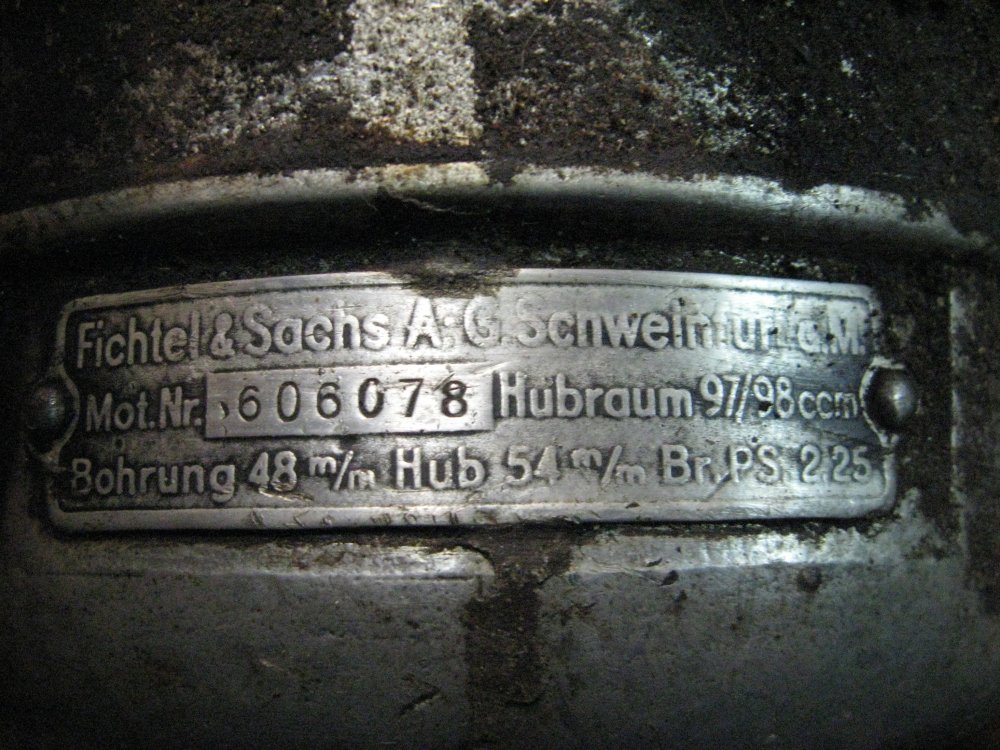 Fichtel & Sachs A.G. Schweinfurt a.M.
Mot.Nr. 606078 Hubraum 97//98 ccm
Bohrung 48 m/m Hub 54 m/m Br. PS. 2.25